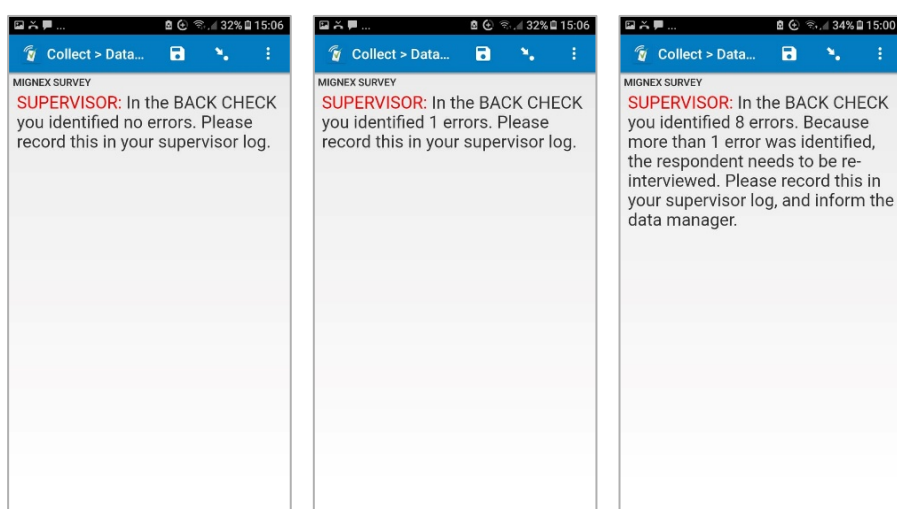 ... 32% 15:06
Collect > Data...
MIGNEX SURVEY
SUPERVISOR: In the BACK CHECK
you identified no errors. Please
record this in your supervisor log.
... 32% 15:06
Collect > Data...
MIGNEX SURVEY
SUPERVISOR: In the BACK CHECK
you identified 1 errors. Please
record this in your supervisor log.
... 34% 15:00
Collect > Data...
MIGNEX SURVEY
SUPERVISOR: In the BACK CHECK
you identified 8 errors. Because
more than 1 error was identified,
the respondent needs to be re-
interviewed. Please record this in
your supervisor log, and inform the
data manager.